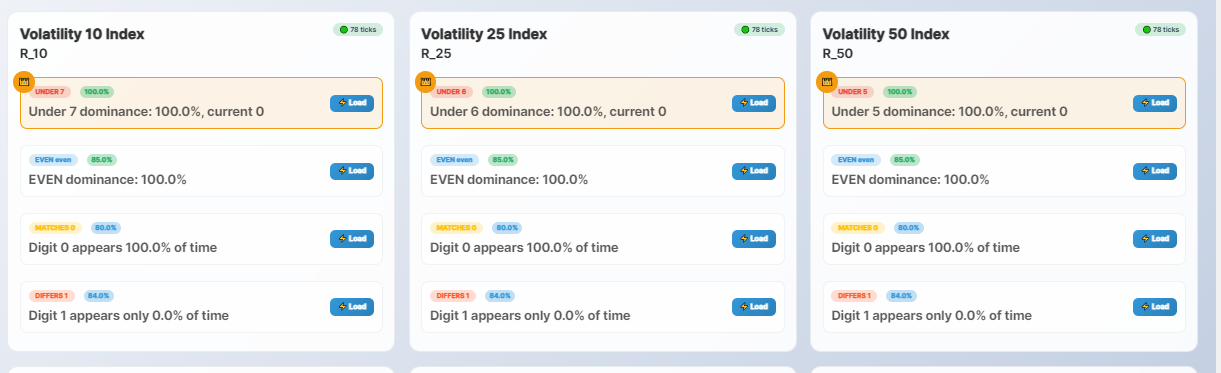 Volatility 10 Index
78 ticks
R_10
UNDER 7 100.0%
Under 7 dominance: 100.0%, current 0
Load
EVEN even 85.0%
EVEN dominance: 100.0%
Load
MATCHES 0 80.0%
Digit 0 appears 100.0% of time
Load
DIFFERS 1 84.0%
Digit 1 appears only 0.0% of time
Load
Volatility 25 Index
78 ticks
R_25
UNDER 6 100.0%
Under 6 dominance: 100.0%, current 0
Load
EVEN even 85.0%
EVEN dominance: 100.0%
Load
MATCHES 0 80.0%
Digit 0 appears 100.0% of time
Load
DIFFERS 1 84.0%
Digit 1 appears only 0.0% of time
Load
Volatility 50 Index
78 ticks
R_50
UNDER 5 100.0%
Under 5 dominance: 100.0%, current 0
Load
EVEN even 85.0%
EVEN dominance: 100.0%
Load
MATCHES 0 80.0%
Digit 0 appears 100.0% of time
Load
DIFFERS 1 84.0%
Digit 1 appears only 0.0% of time
Load